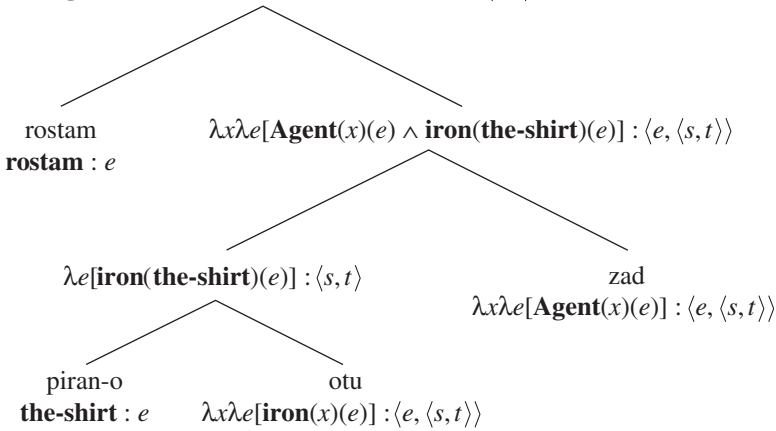 rostam
rostam : e
λxλe[Agent(x)(e) ∧ iron(the-shirt)(e)] : ⟨e, ⟨s,t⟩⟩
λe[iron(the-shirt)(e)] : ⟨s,t⟩
zad
λxλe[Agent(x)(e)] : ⟨e, ⟨s,t⟩⟩
piran-o
the-shirt : e
otu
λxλe[iron(x)(e)] : ⟨e, ⟨s,t⟩⟩